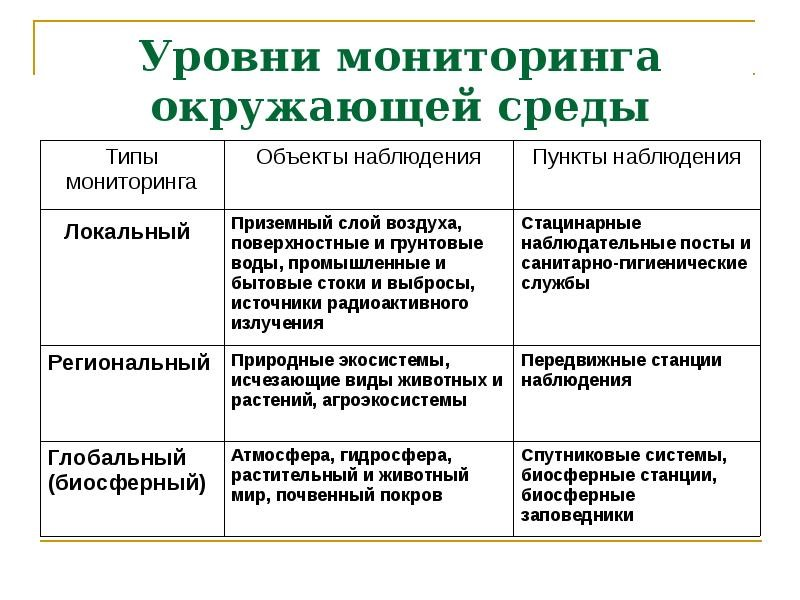 Уровни мониторинга
окружающей среды
Типы
мониторинга
Объекты наблюдения
Пункты наблюдения
Локальный
Приземный слой воздуха,
поверхностные и грунтовые
воды, промышленные и
бытовые стоки и выбросы,
источники радиоактивного
излучения
Стацинарные
наблюдательные посты и
санитарно-гигиенические
службы
Региональный
Природные экосистемы,
исчезающие виды животных и
растений, агроэкосистемы
Передвижные станции
наблюдения
Глобальный
(биосферный)
Атмосфера, гидросфера,
растительный и животный
мир, почвенный покров
Спутниковые системы,
биосферные станции,
биосферные
заповедники